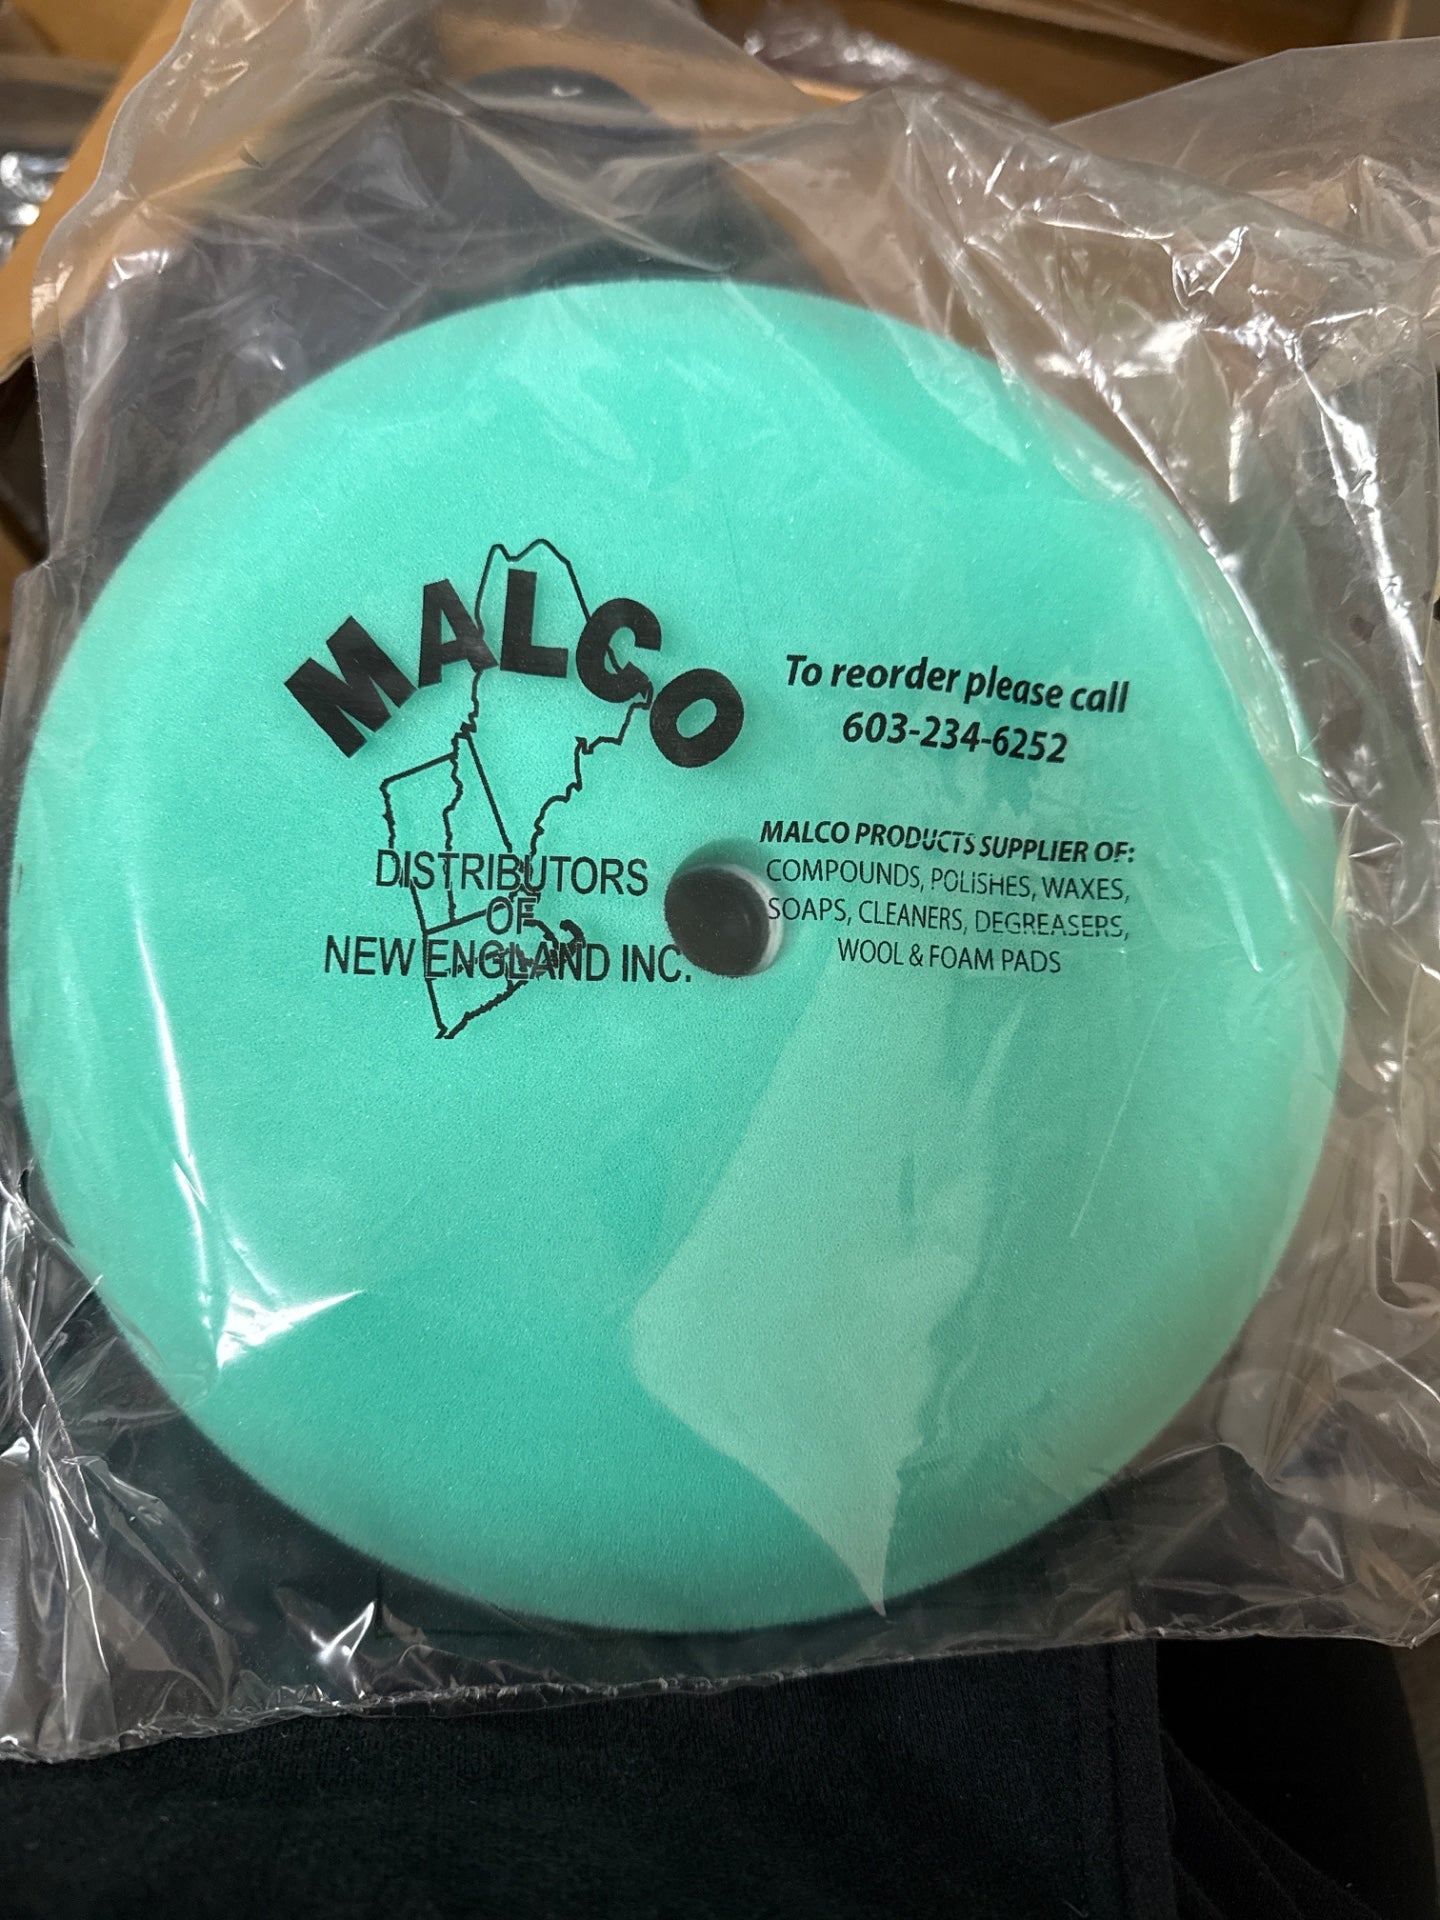 MALCO
DISTRIBUTORS
OF
NEW ENGLAND INC.
To reorder please call
603-234-6252
MALCO PRODUCTS SUPPLIER OF:
COMPOUNDS, POLISHES, WAXES,
SOAPS, CLEANERS, DEGREASERS,
WOOL & FOAM PADS